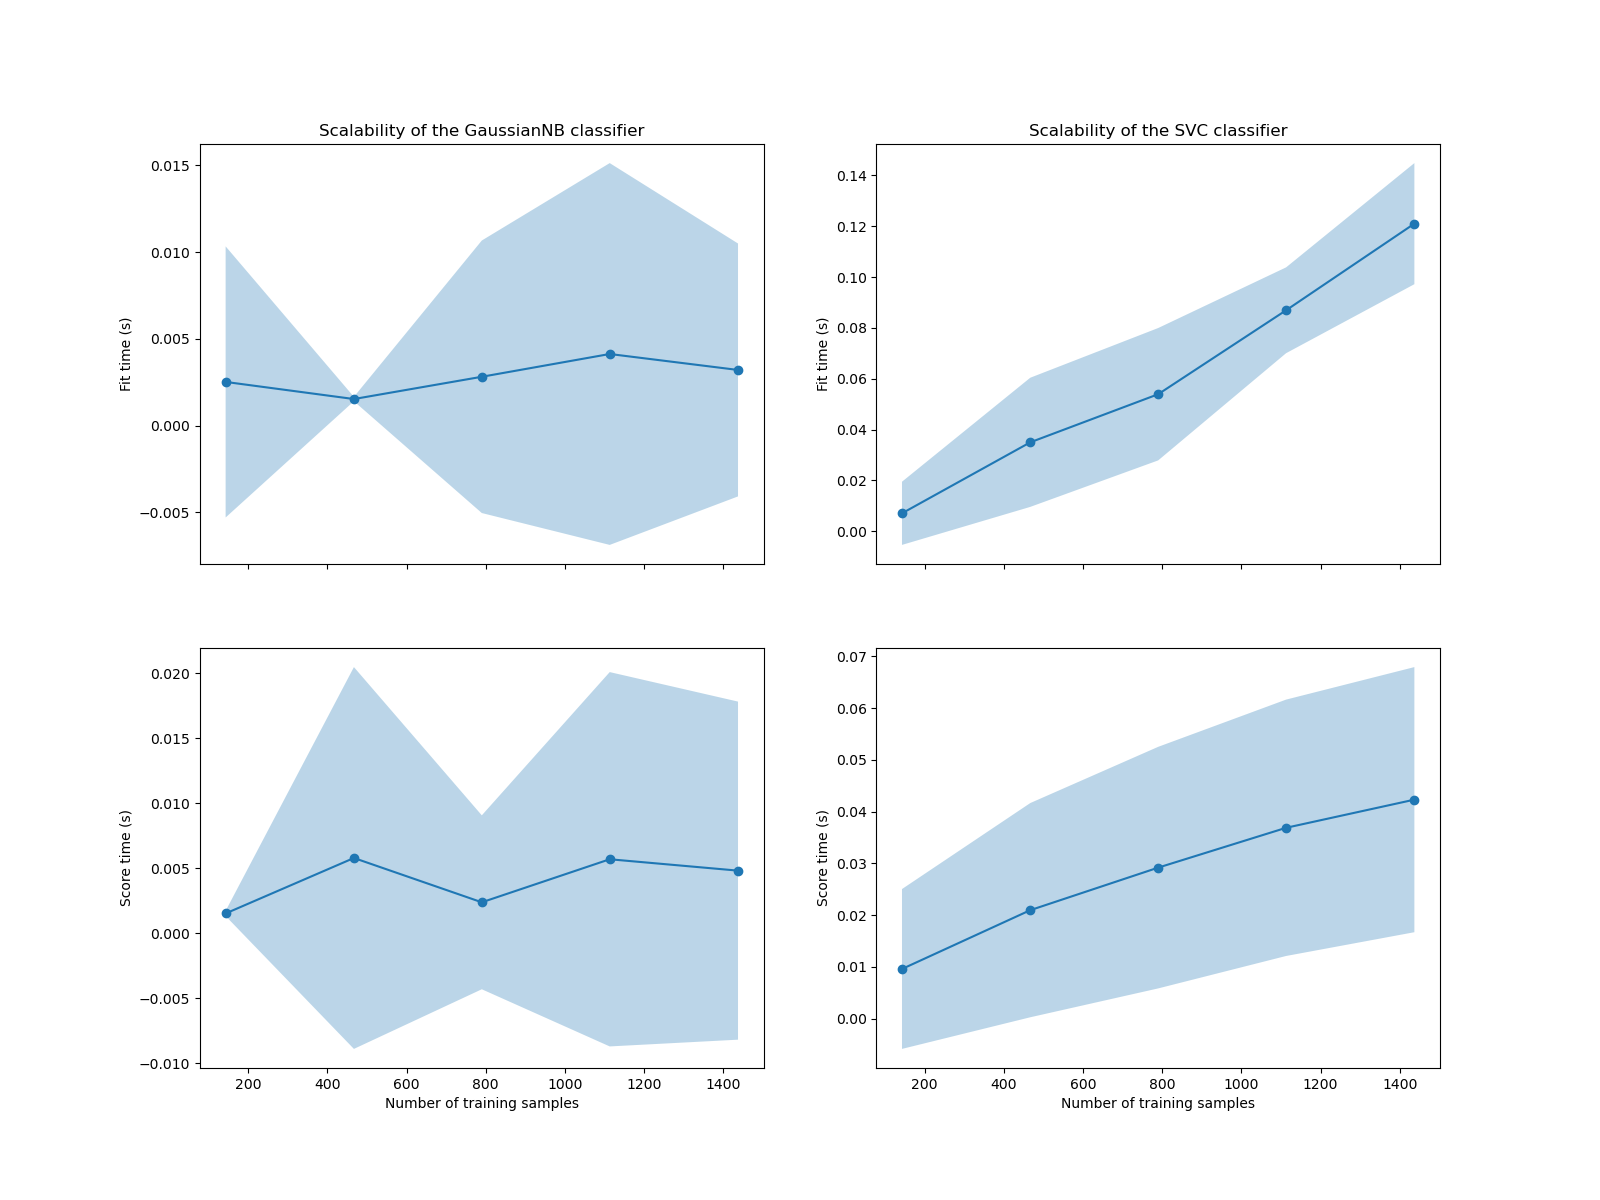 Scalability of the GaussianNB classifier
0.015
0.010
0.005
0.000
−0.005
Fit time (s)
Scalability of the SVC classifier
0.14
0.12
0.10
0.08
0.06
0.04
0.02
0.00
Fit time (s)
0.020
0.015
0.010
0.005
0.000
−0.005
−0.010
Score time (s)
200 400 600 800 1000 1200 1400
Number of training samples
0.07
0.06
0.05
0.04
0.03
0.02
0.01
0.00
Score time (s)
200 400 600 800 1000 1200 1400
Number of training samples